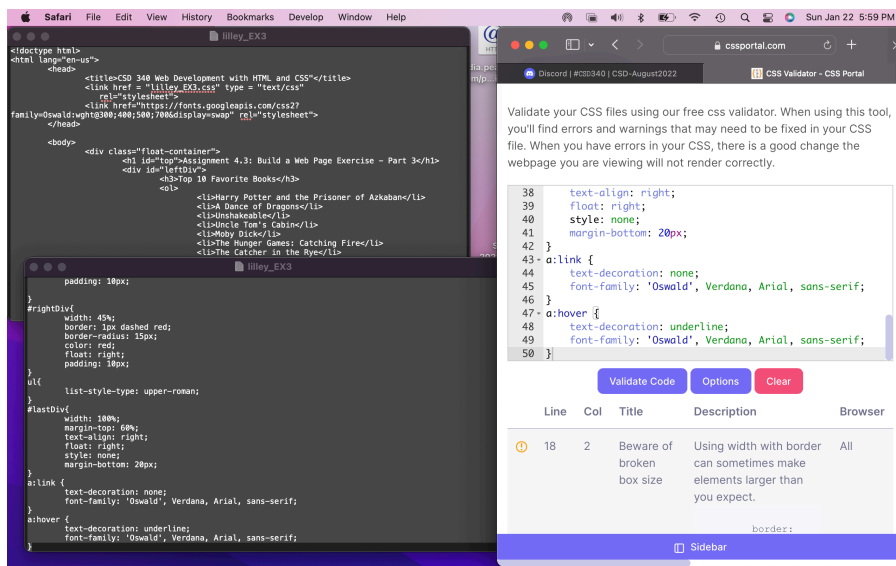 Safari File Edit View History Bookmarks Develop Window Help Sun Jan 22 5:59 PM
lilley_EX3
<!doctype html>
<html lang="en-us">
<head>
<title>CSD 340 Web Development with HTML and CSS"</title>
<link href = "lilley_EX3.css" type = "text/css"
rel="stylesheet">
<link href="https://fonts.googleapis.com/css2?
family=Oswald:wght@300;400;500;700&display=swap" rel="stylesheet">
</head>
<body>
<div class="float-container">
<h1 id="top">Assignment 4.3: Build a Web Page Exercise - Part 3</h1>
<div id="leftDiv">
<h3>Top 10 Favorite Books</h3>
<ol>
<li>Harry Potter and the Prisoner of Azkaban</li>
<li>A Dance of Dragons</li>
<li>Unshakeable</li>
<li>Uncle Tom's Cabin</li>
<li>Moby Dick</li>
<li>The Hunger Games: Catching Fire</li>
<li>The Catcher in the Rye</li>
lilley_EX3
padding: 10px;
}
#rightDiv{
width: 45%;
border: 1px dashed red;
border-radius: 15px;
color: red;
float: right;
padding: 10px;
}
ul{
list-style-type: upper-roman;
}
#lastDiv{
width: 100%;
margin-top: 60%;
text-align: right;
float: right;
style: none;
margin-bottom: 20px;
}
a:link {
text-decoration: none;
font-family: 'Oswald', Verdana, Arial, sans-serif;
}
a:hover {
text-decoration: underline;
font-family: 'Oswald', Verdana, Arial, sans-serif;
}
cssportal.com
Discord | #CSD340 | CSD-August2022
CSS Validator - CSS Portal
Validate your CSS files using our free css validator. When using this tool,
you'll find errors and warnings that may need to be fixed in your CSS
file. When you have errors in your CSS, there is a good change the
webpage you are viewing will not render correctly.
38 text-align: right;
39 float: right;
40 style: none;
41 margin-bottom: 20px;
42 }
43 a:link {
44 text-decoration: none;
45 font-family: 'Oswald', Verdana, Arial, sans-serif;
46 }
47 a:hover {
48 text-decoration: underline;
49 font-family: 'Oswald', Verdana, Arial, sans-serif;
50 }
Validate Code Options Clear
Line Col Title Description Browser
18 2 Beware of broken box size Using width with border can sometimes make elements larger than you expect. All
border:
Sidebar